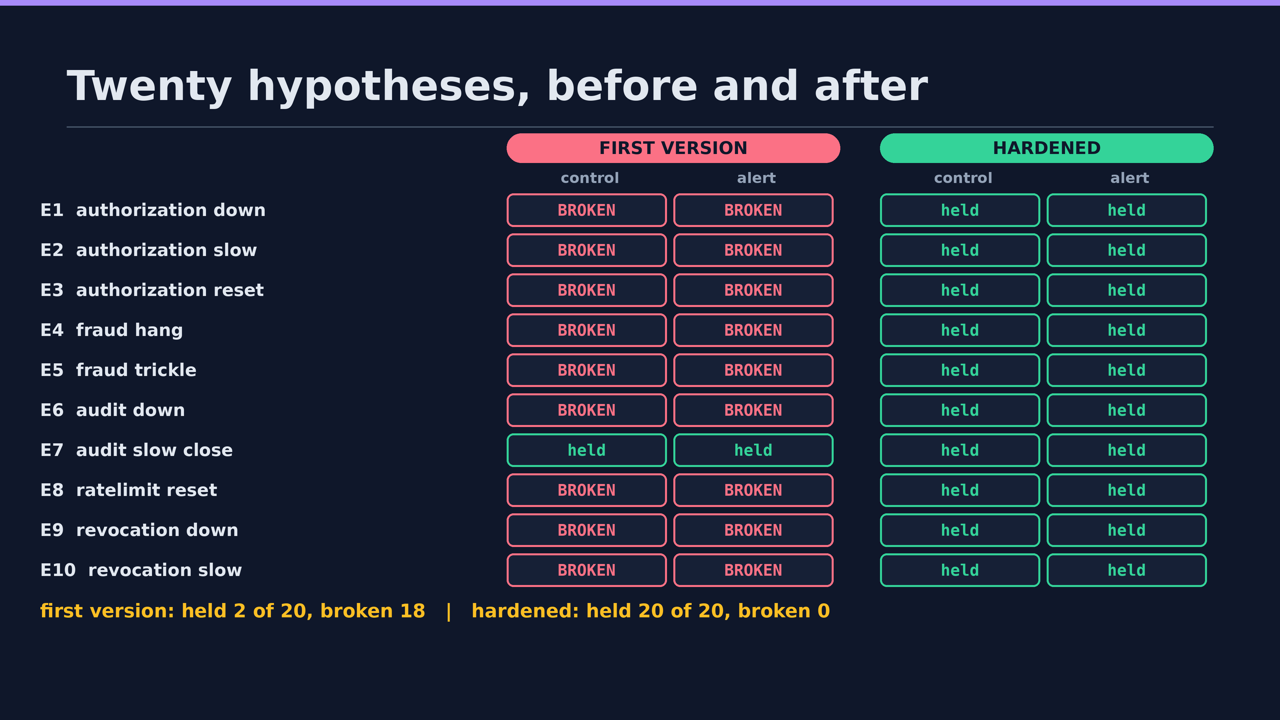 Twenty hypotheses, before and after
FIRST VERSION HARDENED
control alert control alert
E1 authorization down BROKEN BROKEN held held
E2 authorization slow BROKEN BROKEN held held
E3 authorization reset BROKEN BROKEN held held
E4 fraud hang BROKEN BROKEN held held
E5 fraud trickle BROKEN BROKEN held held
E6 audit down BROKEN BROKEN held held
E7 audit slow close held held held held
E8 ratelimit reset BROKEN BROKEN held held
E9 revocation down BROKEN BROKEN held held
E10 revocation slow BROKEN BROKEN held held
first version: held 2 of 20, broken 18 | hardened: held 20 of 20, broken 0